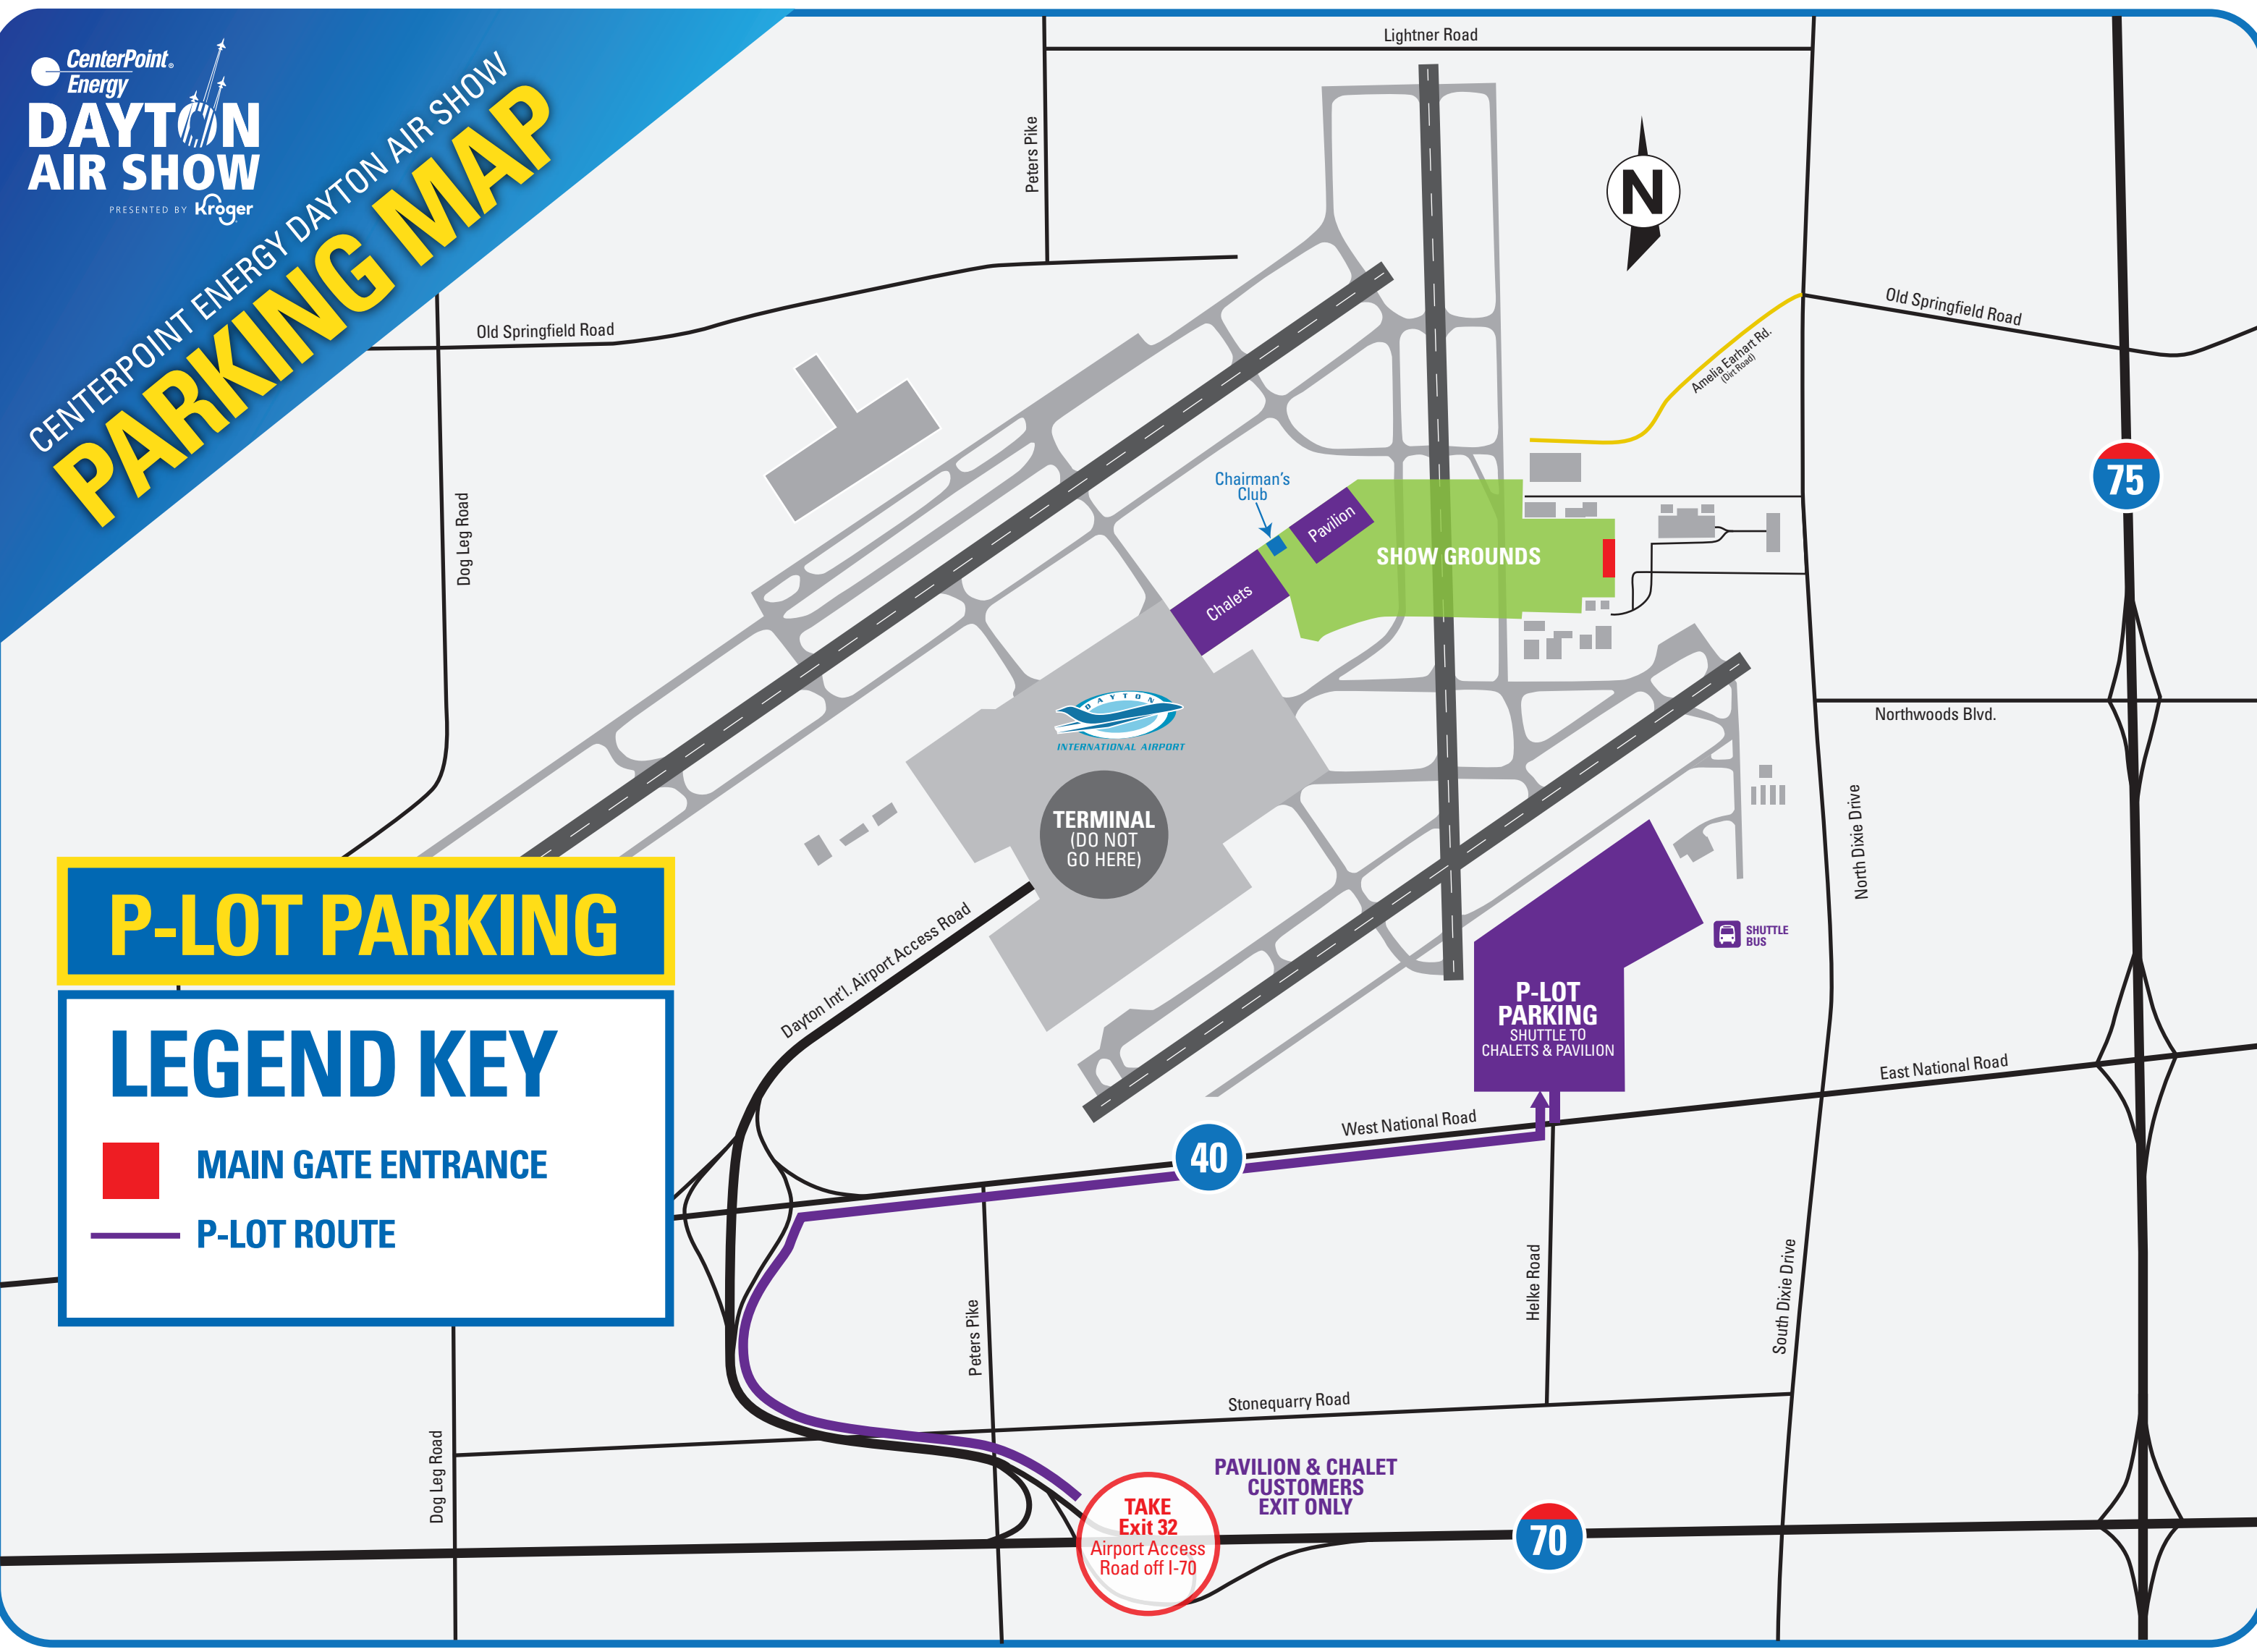 CenterPoint®
Energy
DAYTON
AIR SHOW
PRESENTED BY Kroger
CENTERPOINT ENERGY DAYTON AIR SHOW
PARKING MAP
Lightner Road
Peters Pike
N
Old Springfield Road
Old Springfield Road
Amelia Earhart Rd.
(Dirt Road)
75
Dog Leg Road
Chairman's
Club
Pavilion
SHOW GROUNDS
Chalets
DAYTON
INTERNATIONAL AIRPORT
Northwoods Blvd.
TERMINAL
(DO NOT
GO HERE)
North Dixie Drive
P-LOT PARKING
Dayton Int'l. Airport Access Road
SHUTTLE
BUS
P-LOT
PARKING
SHUTTLE TO
CHALETS & PAVILION
LEGEND KEY
MAIN GATE ENTRANCE
P-LOT ROUTE
East National Road
West National Road
40
Peters Pike
Helke Road
South Dixie Drive
Stonequarry Road
Dog Leg Road
PAVILION & CHALET
CUSTOMERS
EXIT ONLY
TAKE
Exit 32
Airport Access
Road off I-70
70